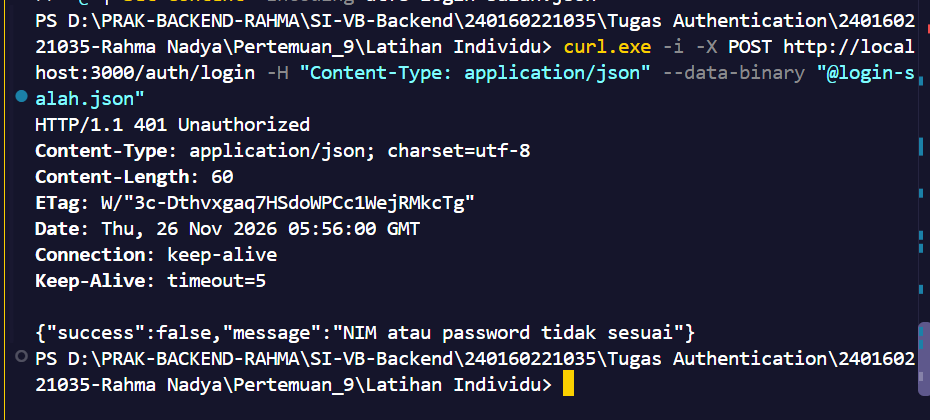 PS D:\PRAK-BACKEND-RAHMA\SI-VB-Backend\240160221035\Tugas Authentication\2401602
21035-Rahma Nadya\Pertemuan_9\Latihan Individu> curl.exe -i -X POST http://local
host:3000/auth/login -H "Content-Type: application/json" --data-binary "@login-s
alah.json"
HTTP/1.1 401 Unauthorized
Content-Type: application/json; charset=utf-8
Content-Length: 60
ETag: W/"3c-Dthvxgaq7HSdoWPCc1WejRMkcTg"
Date: Thu, 26 Nov 2026 05:56:00 GMT
Connection: keep-alive
Keep-Alive: timeout=5
{"success":false,"message":"NIM atau password tidak sesuai"}
PS D:\PRAK-BACKEND-RAHMA\SI-VB-Backend\240160221035\Tugas Authentication\2401602
21035-Rahma Nadya\Pertemuan_9\Latihan Individu>